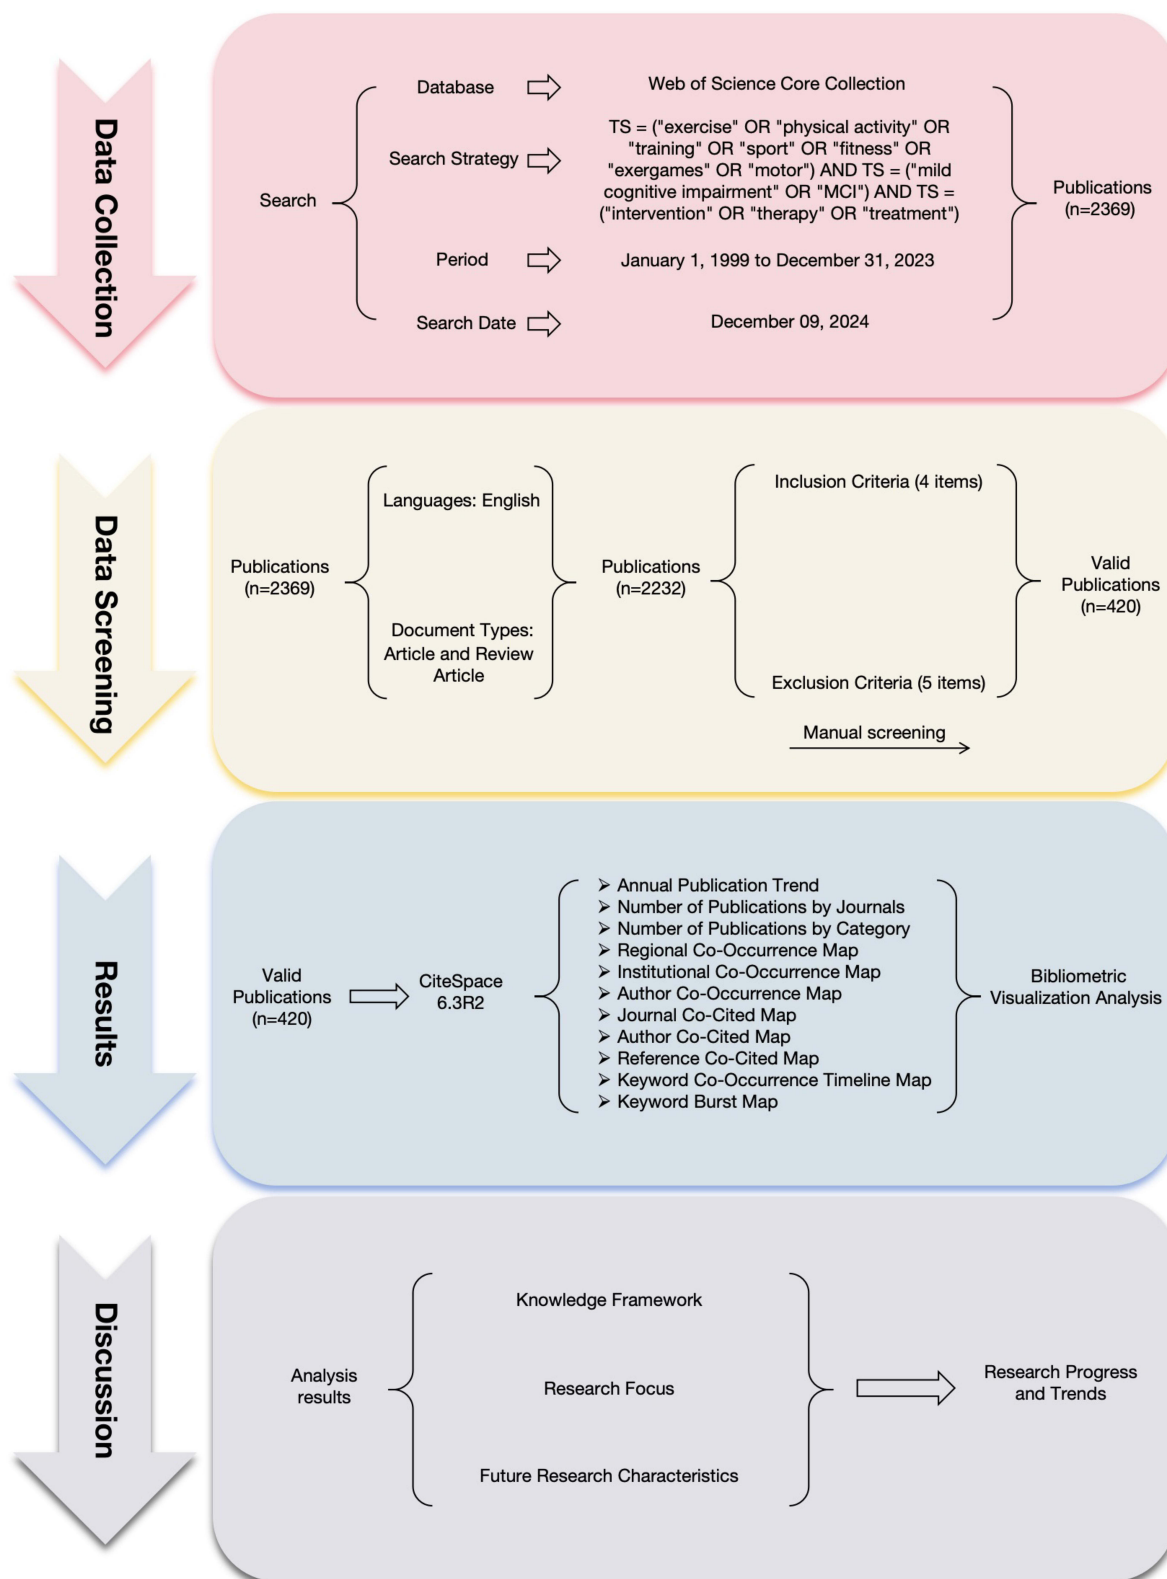 Data Collection
Search
Database
Web of Science Core Collection
Search Strategy
TS = ("exercise" OR "physical activity" OR
"training" OR "sport" OR "fitness" OR
"exergames" OR "motor") AND TS = ("mild
cognitive impairment" OR "MCI") AND TS =
("intervention" OR "therapy" OR "treatment")
Period
January 1, 1999 to December 31, 2023
Search Date
December 09, 2024
Publications
(n=2369)
Data Screening
Publications
(n=2369)
Languages: English
Document Types:
Article and Review
Article
Publications
(n=2232)
Inclusion Criteria (4 items)
Exclusion Criteria (5 items)
Manual screening
Valid
Publications
(n=420)
Results
Valid
Publications
(n=420)
CiteSpace
6.3R2
➢ Annual Publication Trend
➢ Number of Publications by Journals
➢ Number of Publications by Category
➢ Regional Co-Occurrence Map
➢ Institutional Co-Occurrence Map
➢ Author Co-Occurrence Map
➢ Journal Co-Cited Map
➢ Author Co-Cited Map
➢ Reference Co-Cited Map
➢ Keyword Co-Occurrence Timeline Map
➢ Keyword Burst Map
Bibliometric
Visualization Analysis
Discussion
Analysis
results
Knowledge Framework
Research Focus
Future Research Characteristics
Research Progress
and Trends